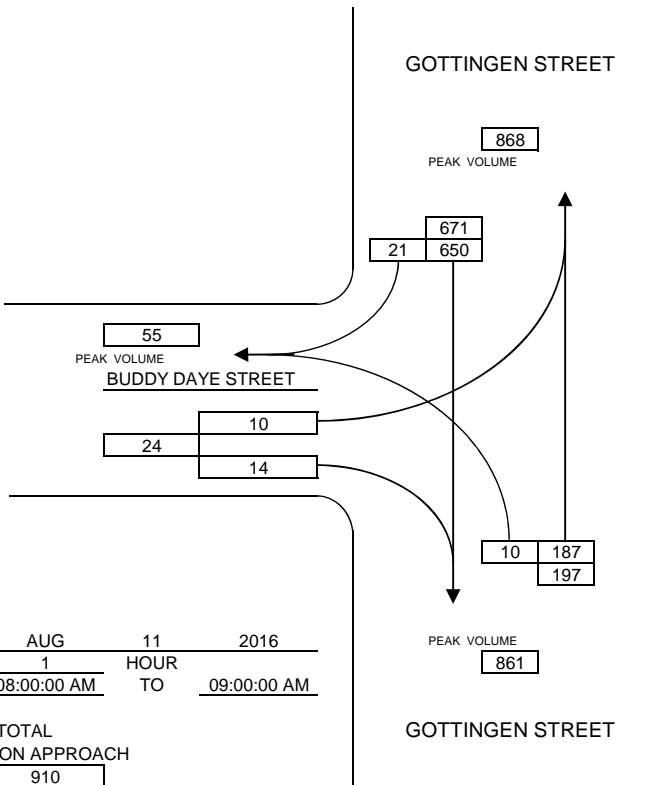 GOTTINGEN STREET
868
PEAK VOLUME
671
21 650
55
PEAK VOLUME
BUDDY DAYE STREET
10
24
14
10 187
197
PEAK VOLUME
861
GOTTINGEN STREET
AUG 11 2016
1 HOUR
08:00:00 AM TO 09:00:00 AM
TOTAL
ON APPROACH
910